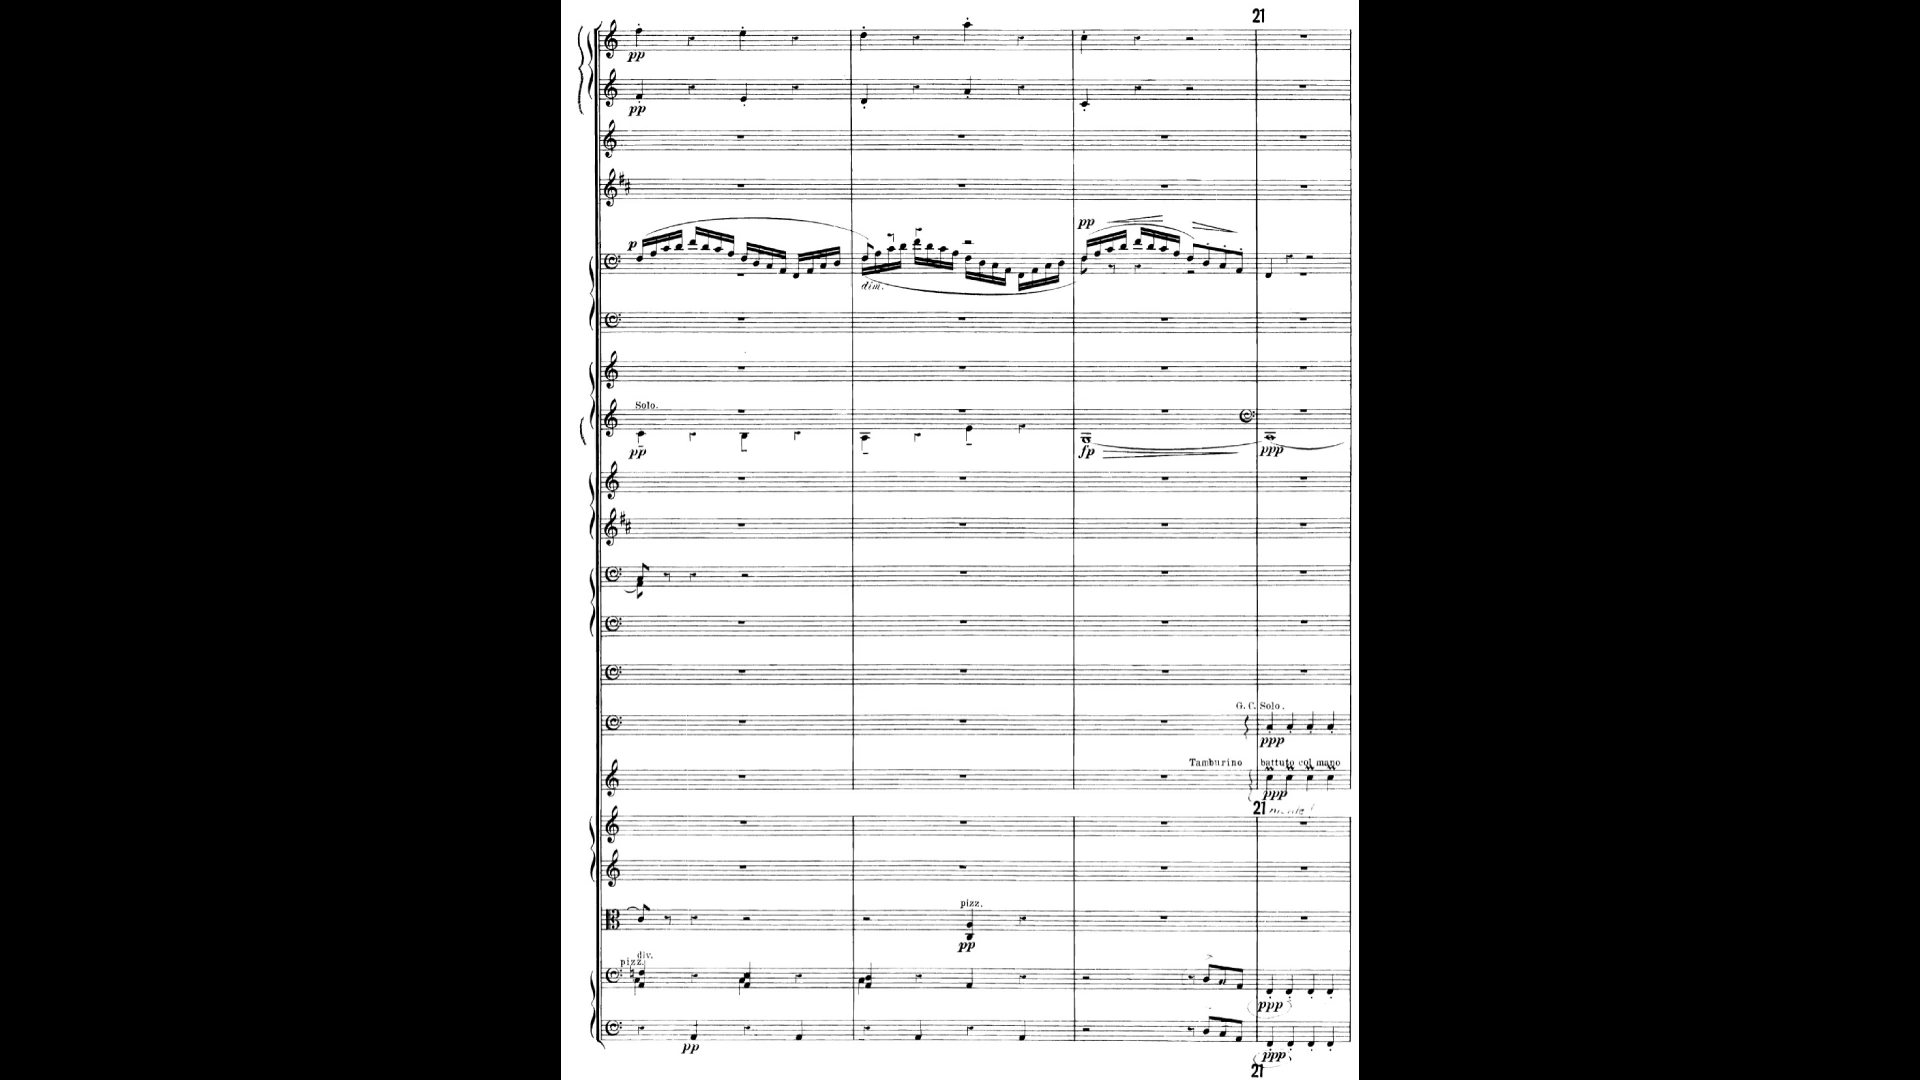 21
pp
pp
pp
p
dim.
Solo.
pp
fp
ppp
G. C. Solo.
ppp
Tamburino battuto col mano
ppp
21
pizz.
pp
div.
pizz.
ppp
pp
ppp
21